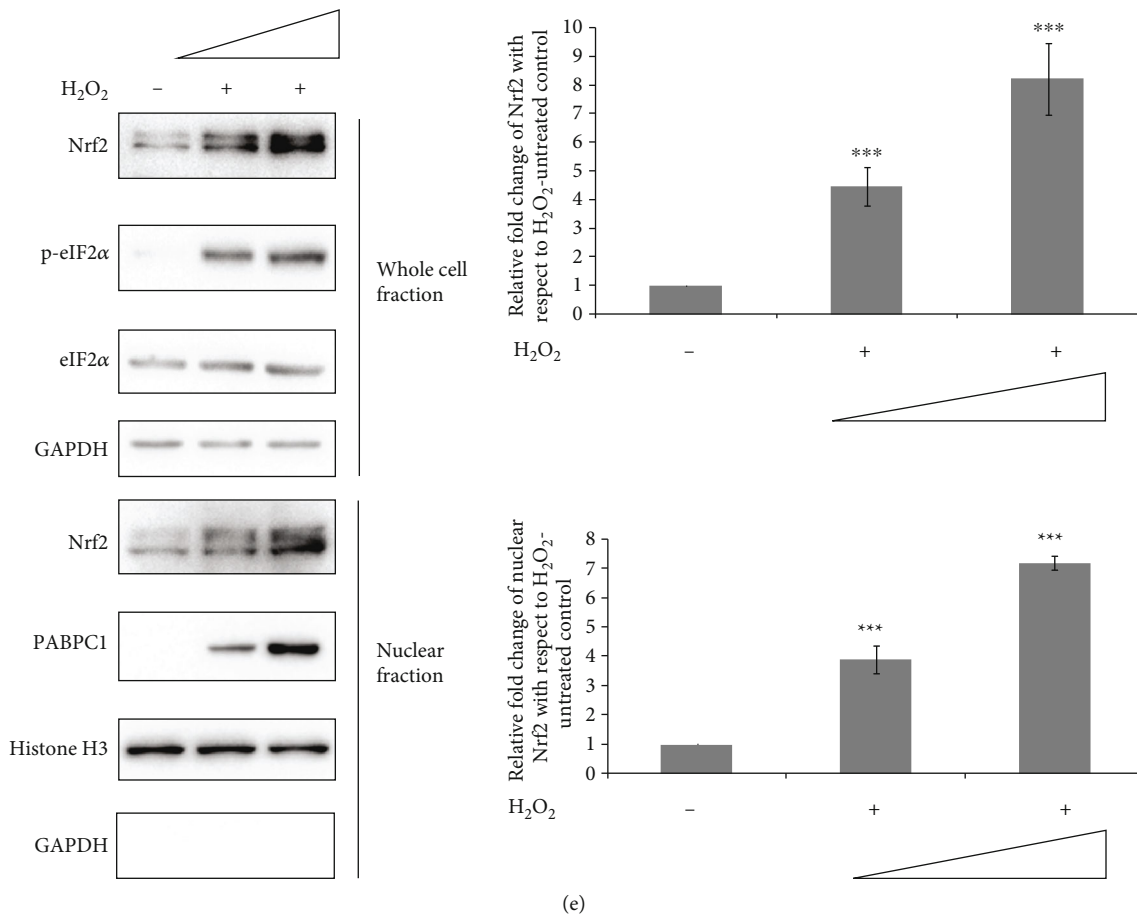 H₂O₂ – + +
Nrf2
p-eIF2α
eIF2α
GAPDH
Whole cell
fraction
Nrf2
PABPC1
Histone H3
GAPDH
Nuclear
fraction
Relative fold change of Nrf2 with
respect to H₂O₂-untreated control
10
9
8
7
6
5
4
3
2
1
0
***
***
H₂O₂ – + +
Relative fold change of nuclear
Nrf2 with respect to H₂O₂-
untreated control
8
7
6
5
4
3
2
1
0
***
***
H₂O₂ – + +
(e)